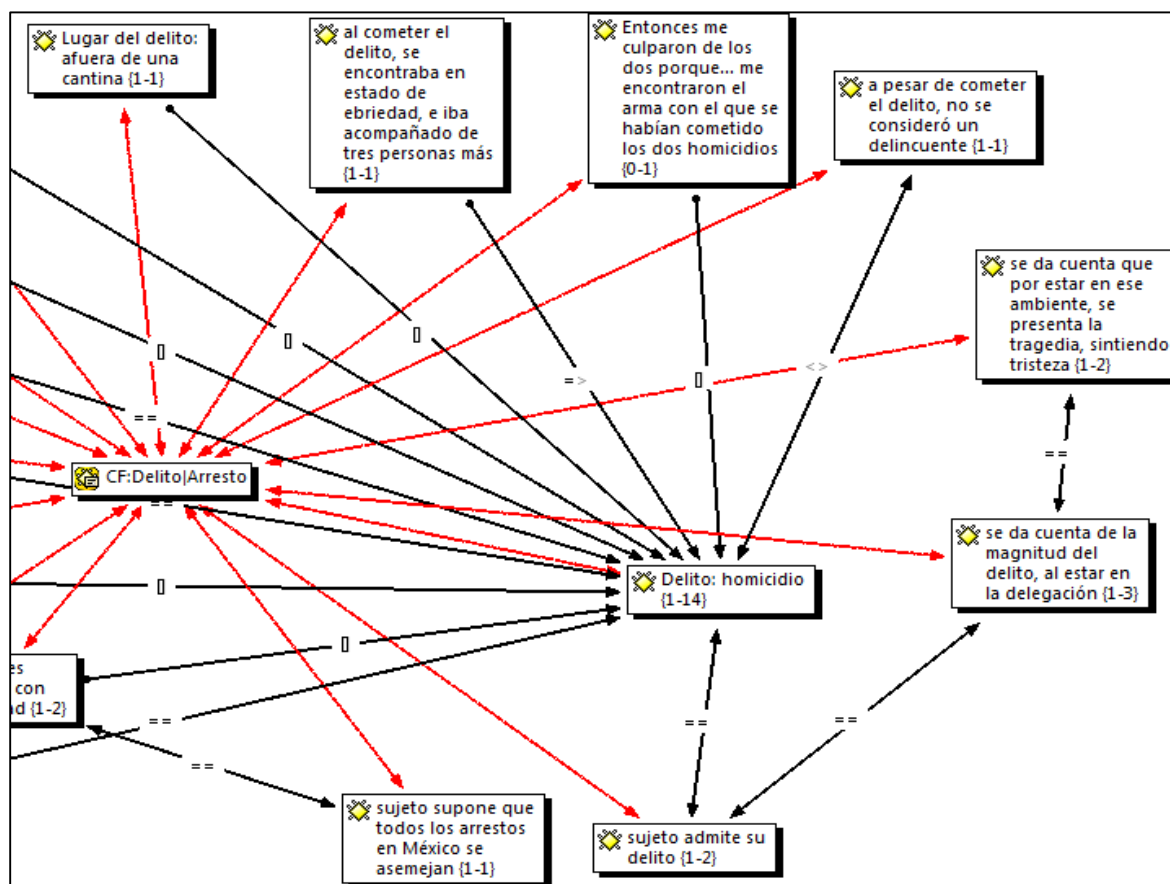 Lugar del delito:
afuera de una
cantina {1-1}
al cometer el
delito, se
encontraba en
estado de
ebriedad, e iba
acompañado de
tres personas más
{1-1}
Entonces me
culparon de los
dos porque... me
encontraron el
arma con el que se
habían cometido
los dos homicidios
{0-1}
a pesar de cometer
el delito, no se
consideró un
delincuente {1-1}
se da cuenta que
por estar en ese
ambiente, se
presenta la
tragedia, sintiendo
tristeza {1-2}
[]
[]
[]
=>
[]
<>
==
==
CF:Delito|Arresto
==
se da cuenta de la
magnitud del
delito, al estar en
la delegación {1-3}
Delito: homicidio
{1-14}
[]
[]
es
con
ad {1-2}
==
==
==
==
sujeto supone que
todos los arrestos
en México se
asemejan {1-1}
sujeto admite su
delito {1-2}